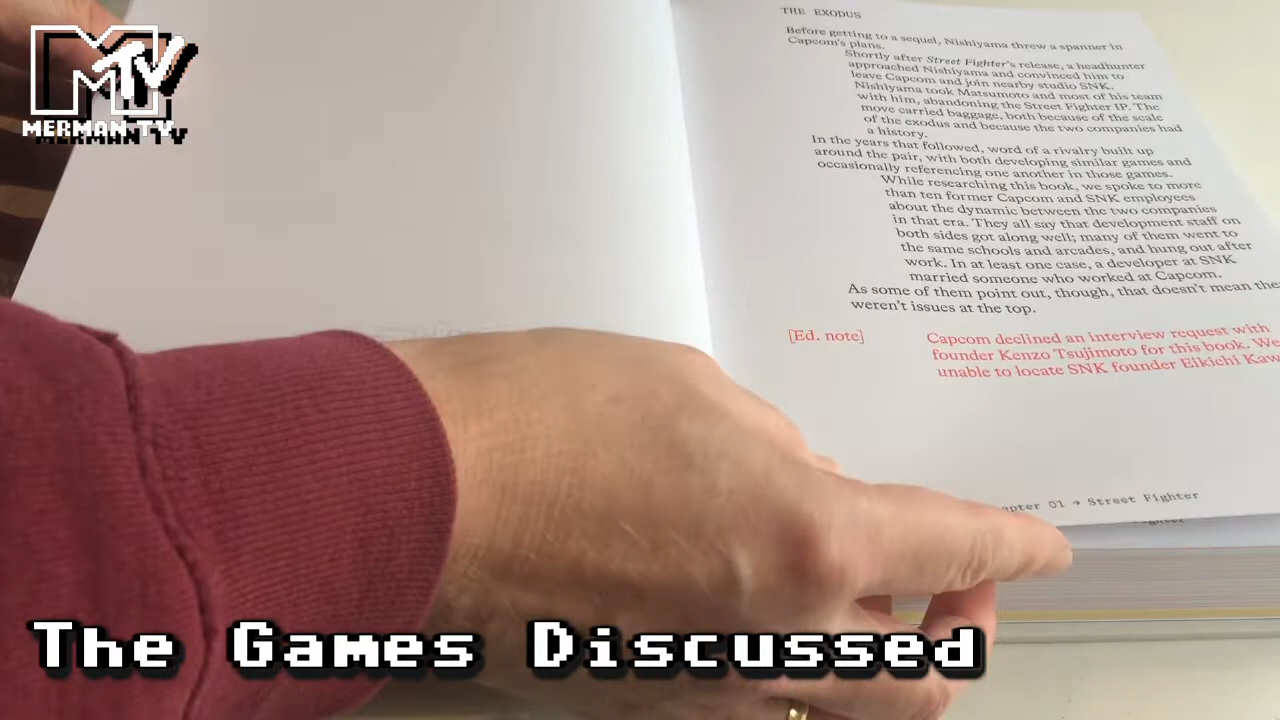 MTV
MERMAN TV
THE EXODUS
Before getting to a sequel, Nishiyama threw a spanner in
Capcom's plans.
Shortly after Street Fighter's release, a headhunter
approached Nishiyama and convinced him to
leave Capcom and join nearby studio SNK.
Nishiyama took Matsumoto and most of his team
with him, abandoning the Street Fighter IP. The
move carried baggage, both because of the scale
of the exodus and because the two companies had
a history.
In the years that followed, word of a rivalry built up
around the pair, with both developing similar games and
occasionally referencing one another in those games.
While researching this book, we spoke to more
than ten former Capcom and SNK employees
about the dynamic between the two companies
in that era. They all say that development staff on
both sides got along well; many of them went to
the same schools and arcades, and hung out after
work. In at least one case, a developer at SNK
married someone who worked at Capcom.
As some of them point out, though, that doesn't mean the
weren't issues at the top.
[Ed. note]
Capcom declined an interview request with
founder Kenzo Tsujimoto for this book. We
unable to locate SNK founder Eikichi Kaw
apter 01 → Street Fighter
The Games Discussed